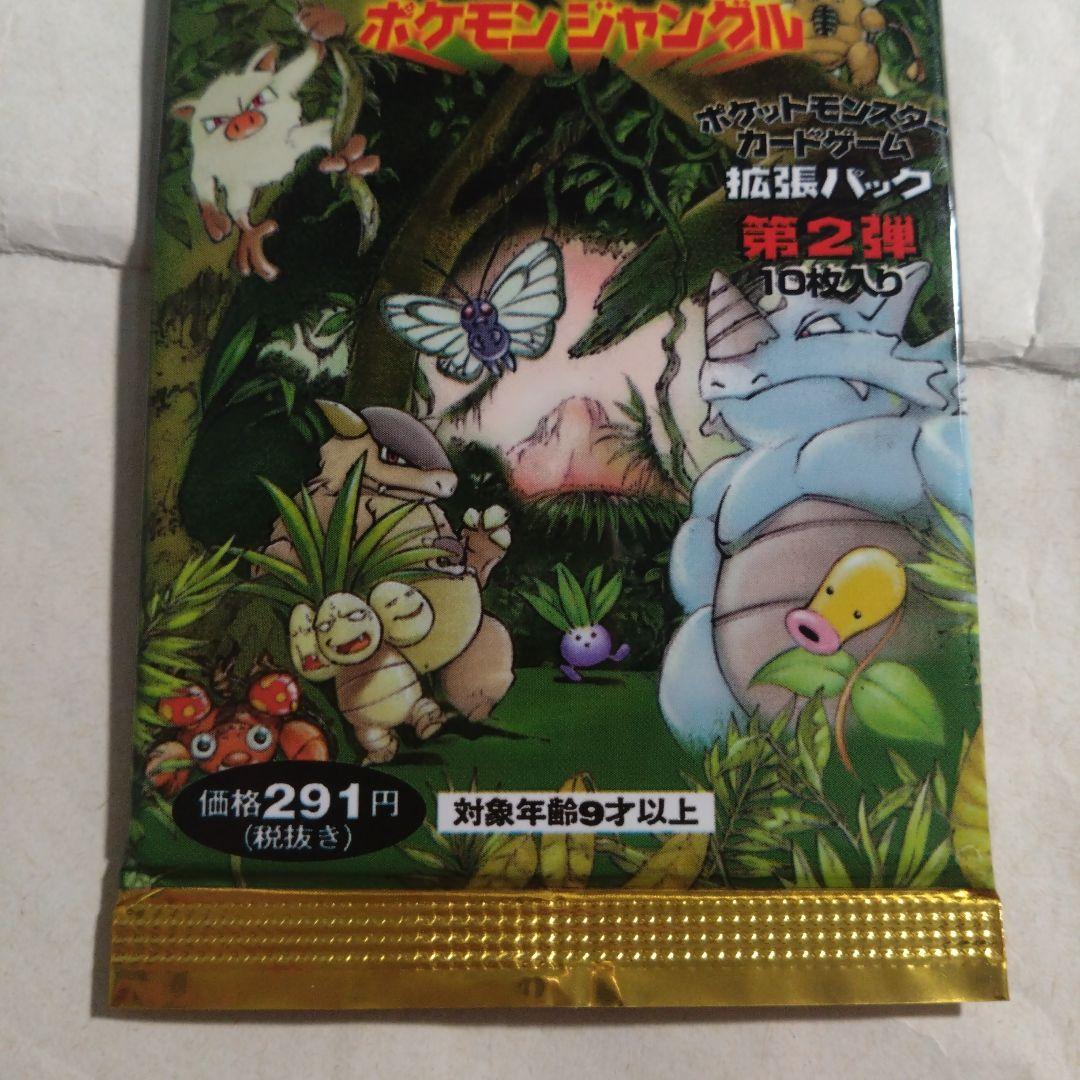 ポケモンジャングル
ポケットモンスター
カードゲーム
拡張パック
第2弾
10枚入り
価格291円
(税抜き)
対象年齢9才以上